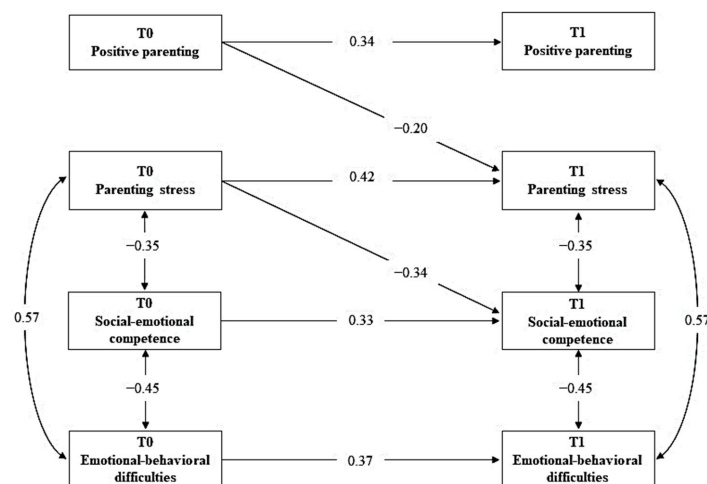 T0
Positive parenting
0.34
T1
Positive parenting
−0.20
T0
Parenting stress
0.42
T1
Parenting stress
−0.35
−0.34
−0.35
0.57
T0
Social-emotional
competence
0.33
T1
Social-emotional
competence
0.57
−0.45
−0.45
T0
Emotional-behavioral
difficulties
0.37
T1
Emotional-behavioral
difficulties